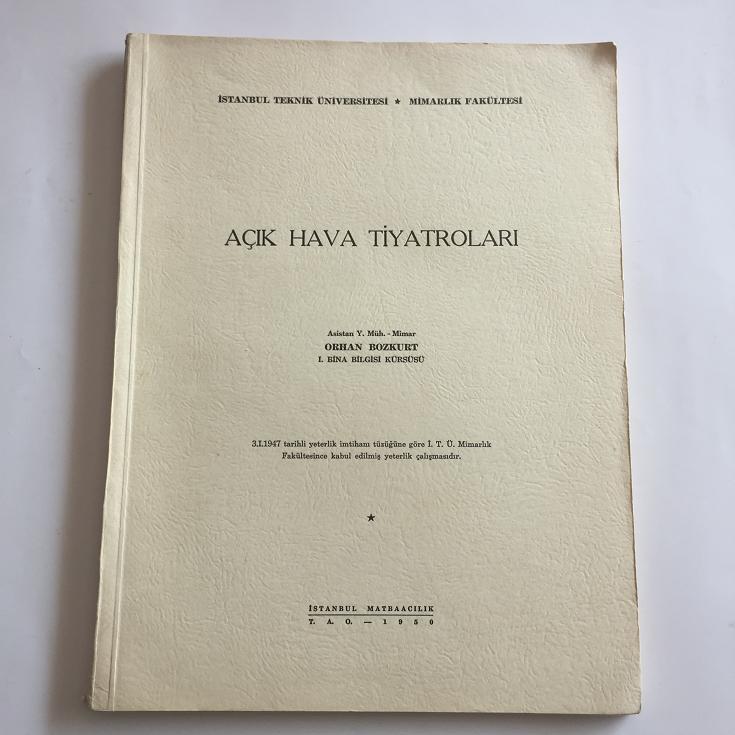 İSTANBUL TEKNİK ÜNİVERSİTESİ ★ MİMARLIK FAKÜLTESİ
AÇIK HAVA TİYATROLARI
Asistan Y. Müh. - Mimar
ORHAN BOZKURT
I. BİNA BİLGİSİ KÜRSÜSÜ
3.I.1947 tarihli yeterlik imtihanı tüzüğüne göre İ. T. Ü. Mimarlık
Fakültesince kabul edilmiş yeterlik çalışmasıdır.
★
İSTANBUL MATBAACILIK
T. A. O. — 1950